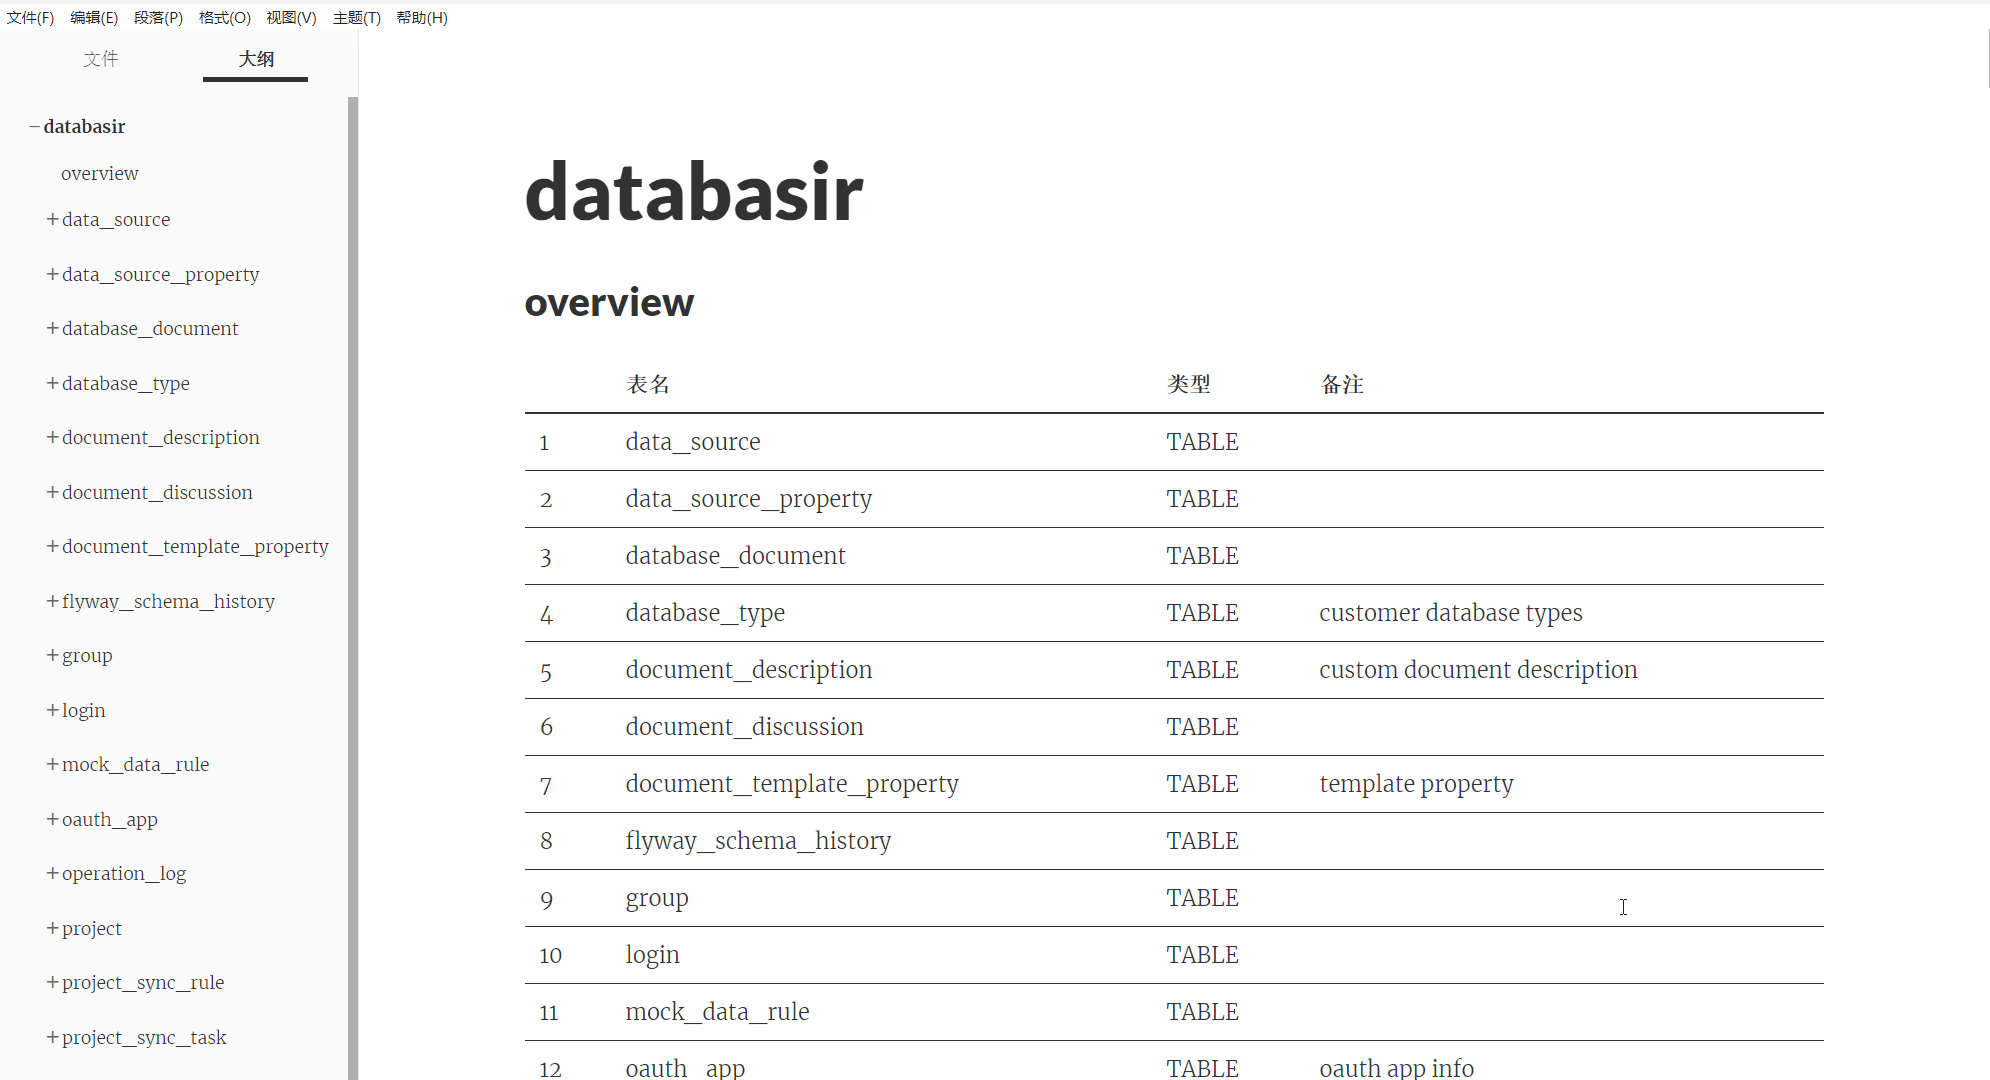 文件(F) 编辑(E) 段落(P) 格式(O) 视图(V) 主题(T) 帮助(H)
文件 大纲
− databasir
overview
+ data_source
+ data_source_property
+ database_document
+ database_type
+ document_description
+ document_discussion
+ document_template_property
+ flyway_schema_history
+ group
+ login
+ mock_data_rule
+ oauth_app
+ operation_log
+ project
+ project_sync_rule
+ project_sync_task
databasir
overview
表名 类型 备注
1 data_source TABLE
2 data_source_property TABLE
3 database_document TABLE
4 database_type TABLE customer database types
5 document_description TABLE custom document description
6 document_discussion TABLE
7 document_template_property TABLE template property
8 flyway_schema_history TABLE
9 group TABLE
10 login TABLE
11 mock_data_rule TABLE
12 oauth_app TABLE oauth app info